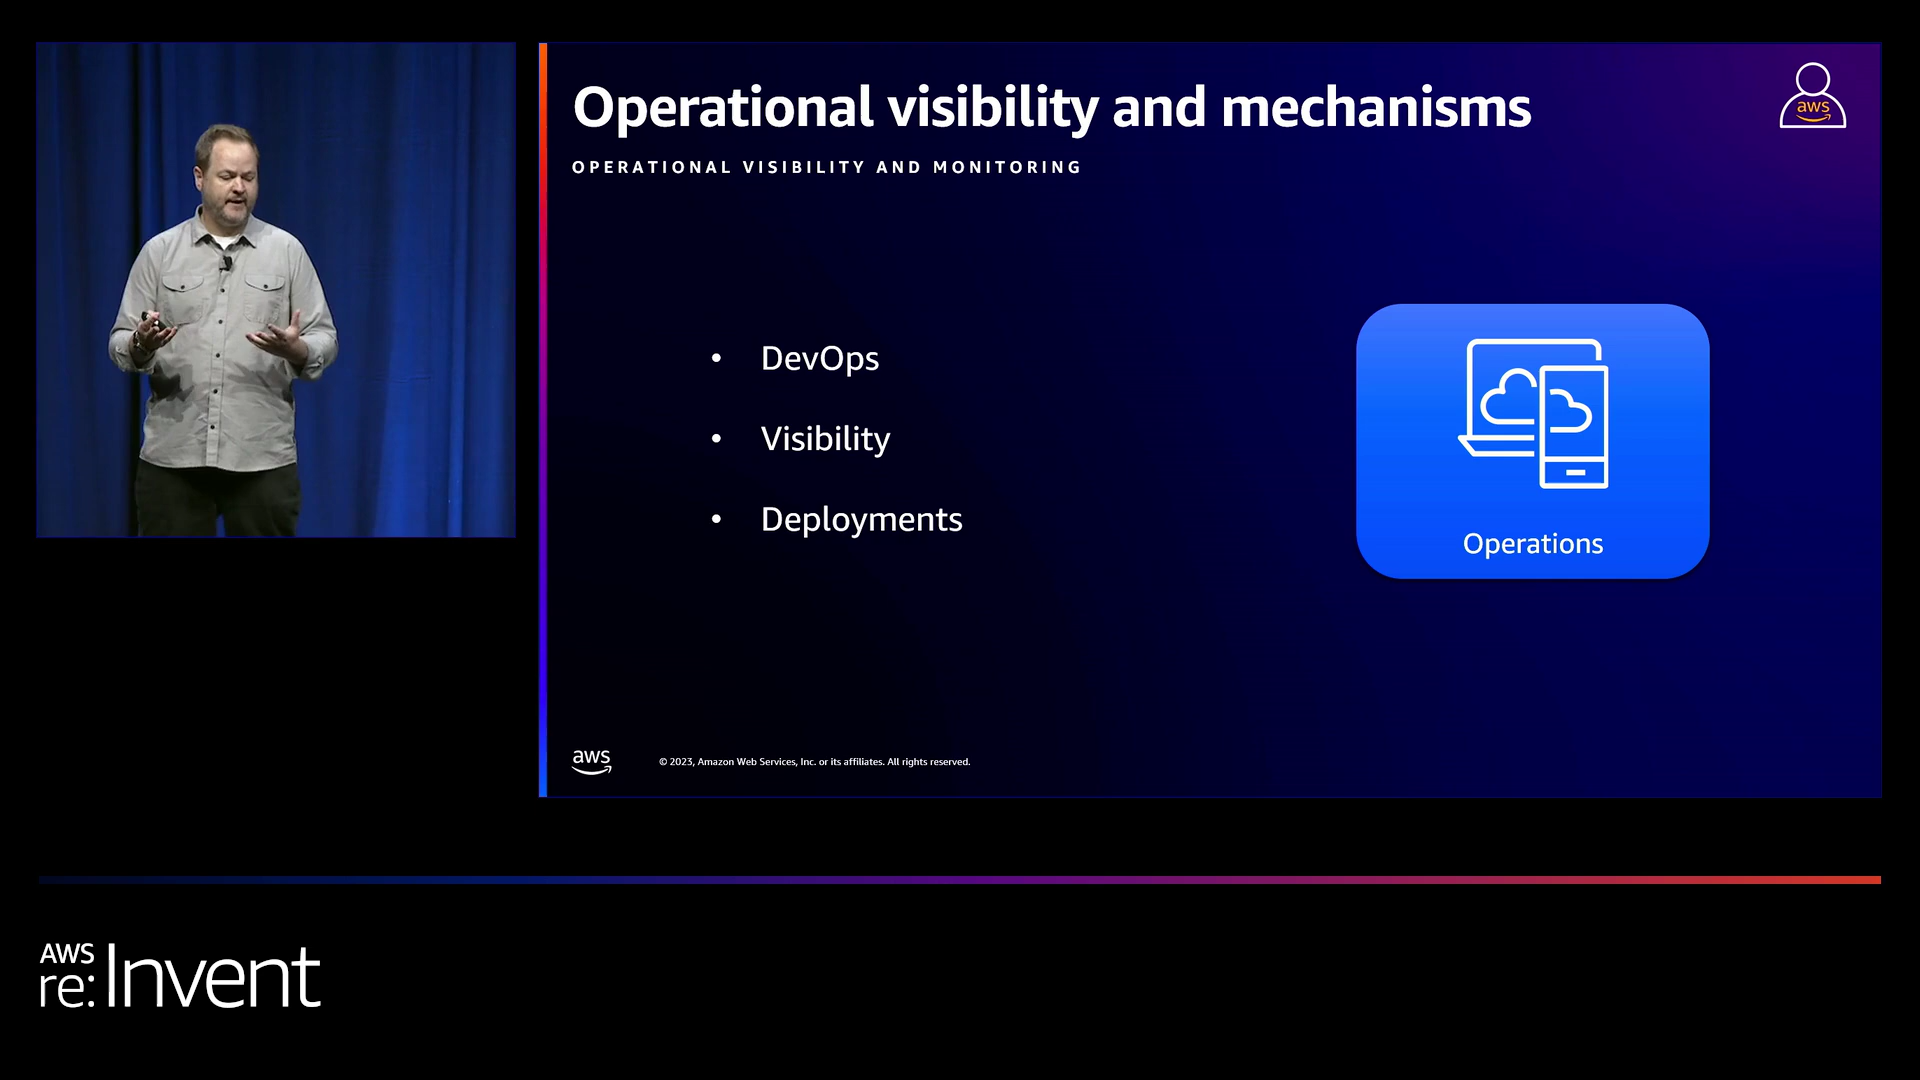 Operational visibility and mechanisms
aws
OPERATIONAL VISIBILITY AND MONITORING
• DevOps
• Visibility
• Deployments
Operations
aws
© 2023, Amazon Web Services, Inc. or its affiliates. All rights reserved.
AWS
re:Invent